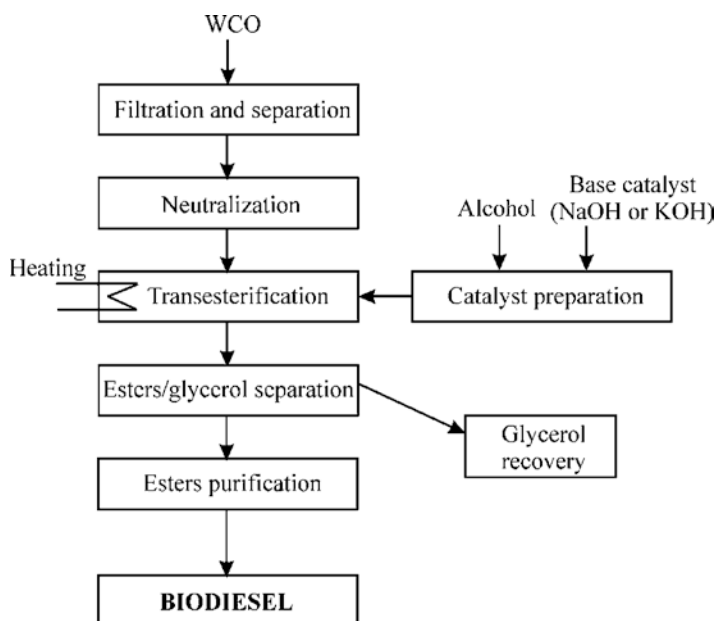 WCO
Filtration and separation
Neutralization
Alcohol
Base catalyst
(NaOH or KOH)
Heating
Transesterification
Catalyst preparation
Esters/glycerol separation
Glycerol
recovery
Esters purification
BIODIESEL